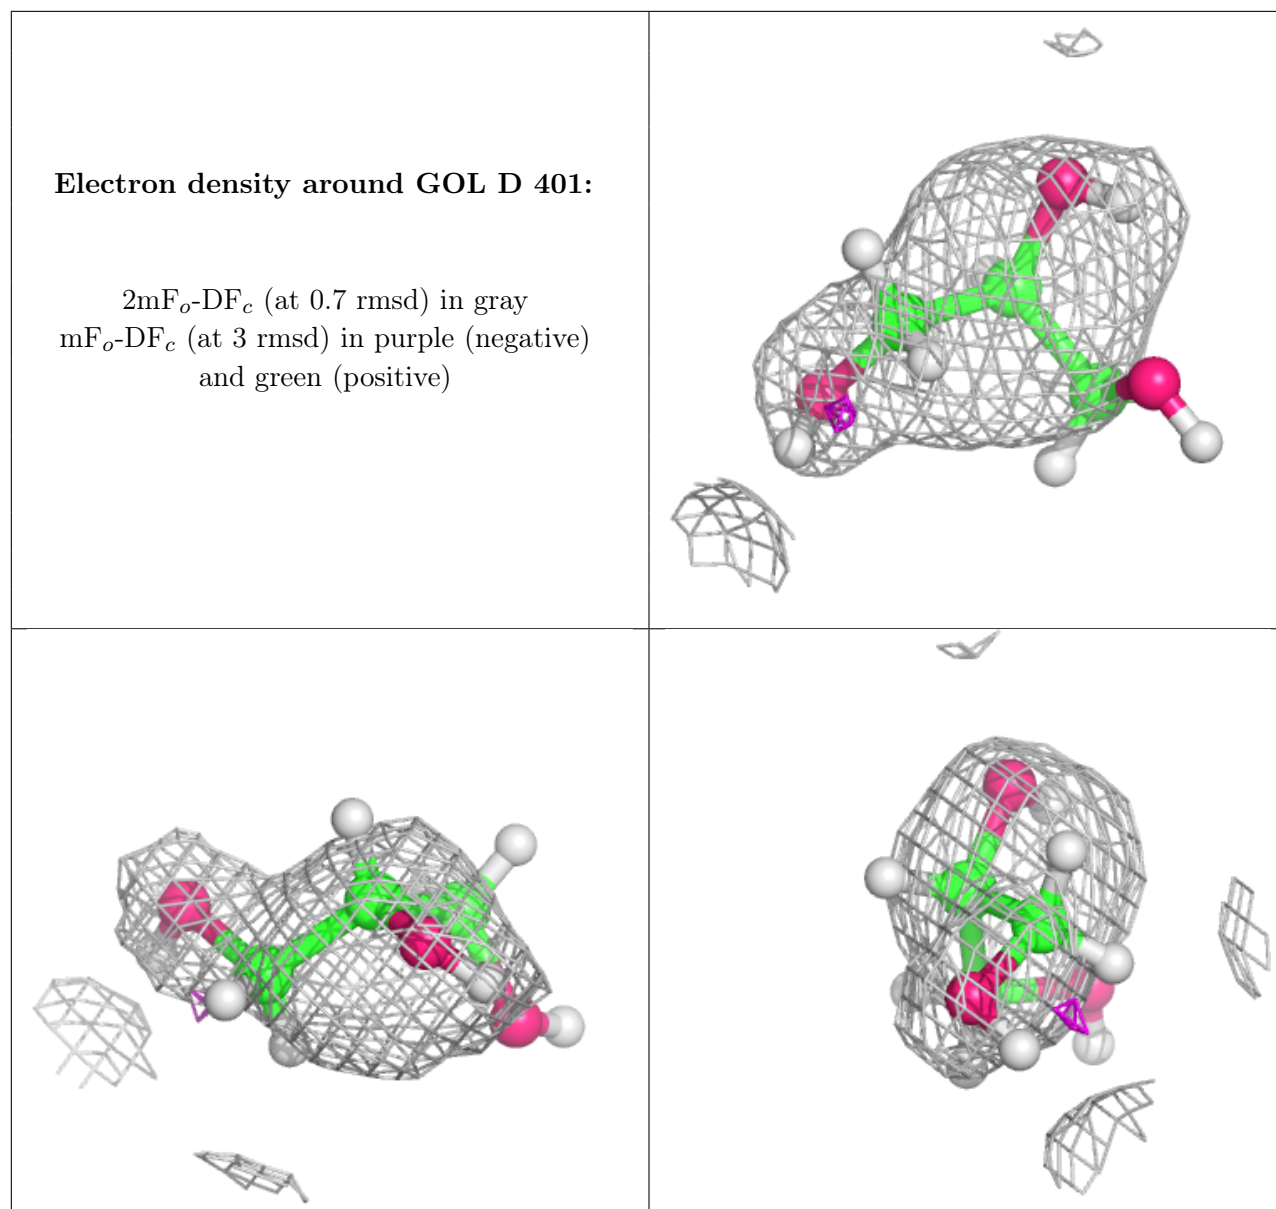 Electron density around GOL D 401:
2mFo-DFc (at 0.7 rmsd) in gray
mFo-DFc (at 3 rmsd) in purple (negative)
and green (positive)